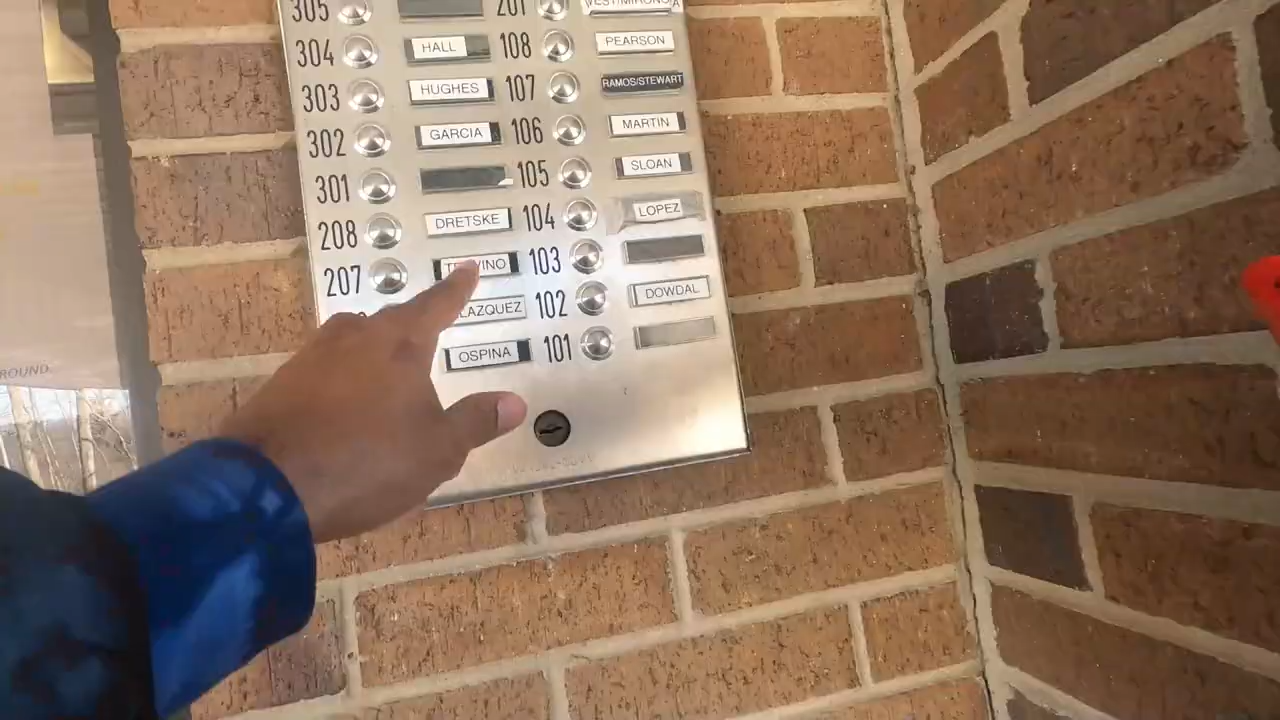 305
304 HALL
303 HUGHES
302 GARCIA
301
208 DRETSKE
207
OSPINA
201
108 PEARSON
107 RAMOS/STEWART
106 MARTIN
105 SLOAN
104 LOPEZ
103
102 DOWDAL
101
ROUND